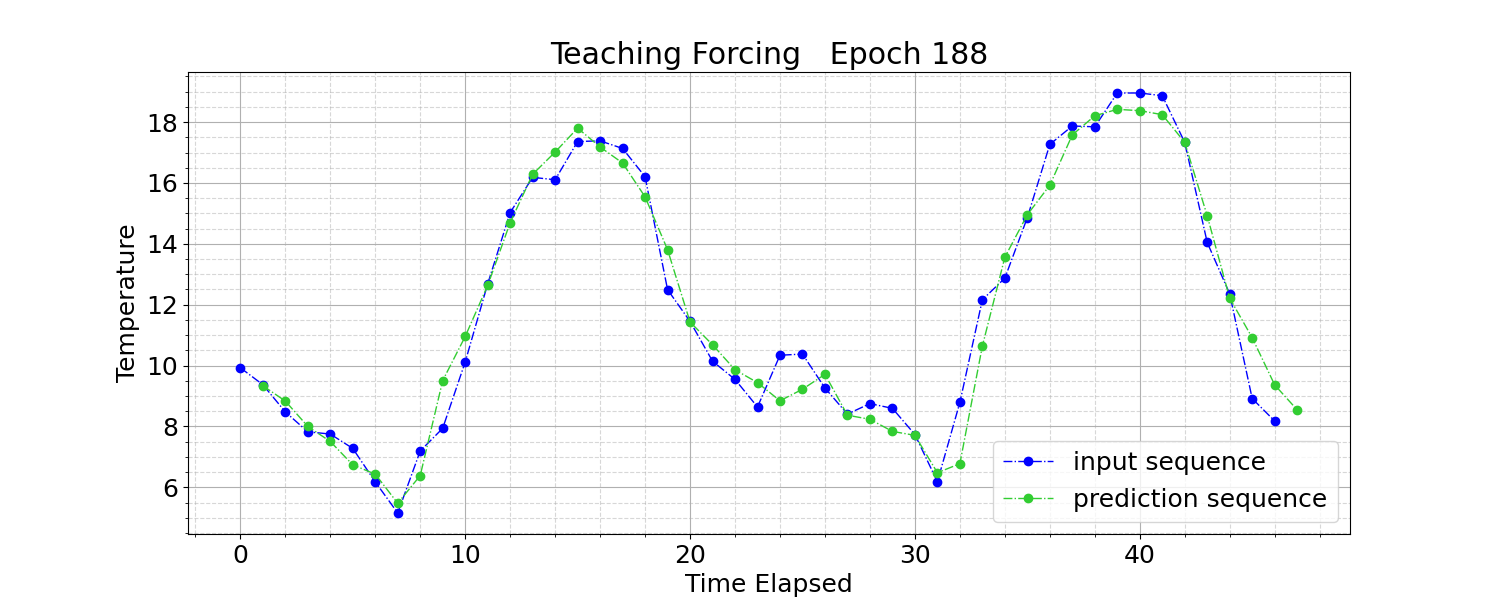 Teaching Forcing   Epoch 188
Temperature
18
16
14
12
10
8
6
0 10 20 30 40
Time Elapsed
input sequence
prediction sequence